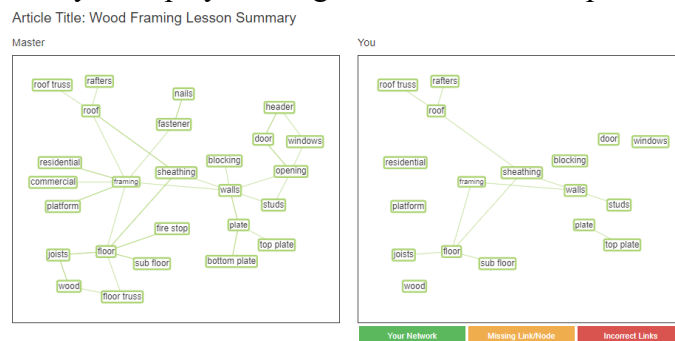 Article Title: Wood Framing Lesson Summary
Master
roof truss
rafters
roof
nails
fastener
header
door
windows
opening
residential
commercial
platform
framing
sheathing
blocking
walls
studs
plate
top plate
bottom plate
fire stop
floor
sub floor
joists
wood
floor truss
You
roof truss
rafters
roof
door
windows
residential
blocking
sheathing
framing
walls
platform
studs
plate
top plate
joists
floor
sub floor
wood
Your Network
Missing Link/Node
Incorrect Links